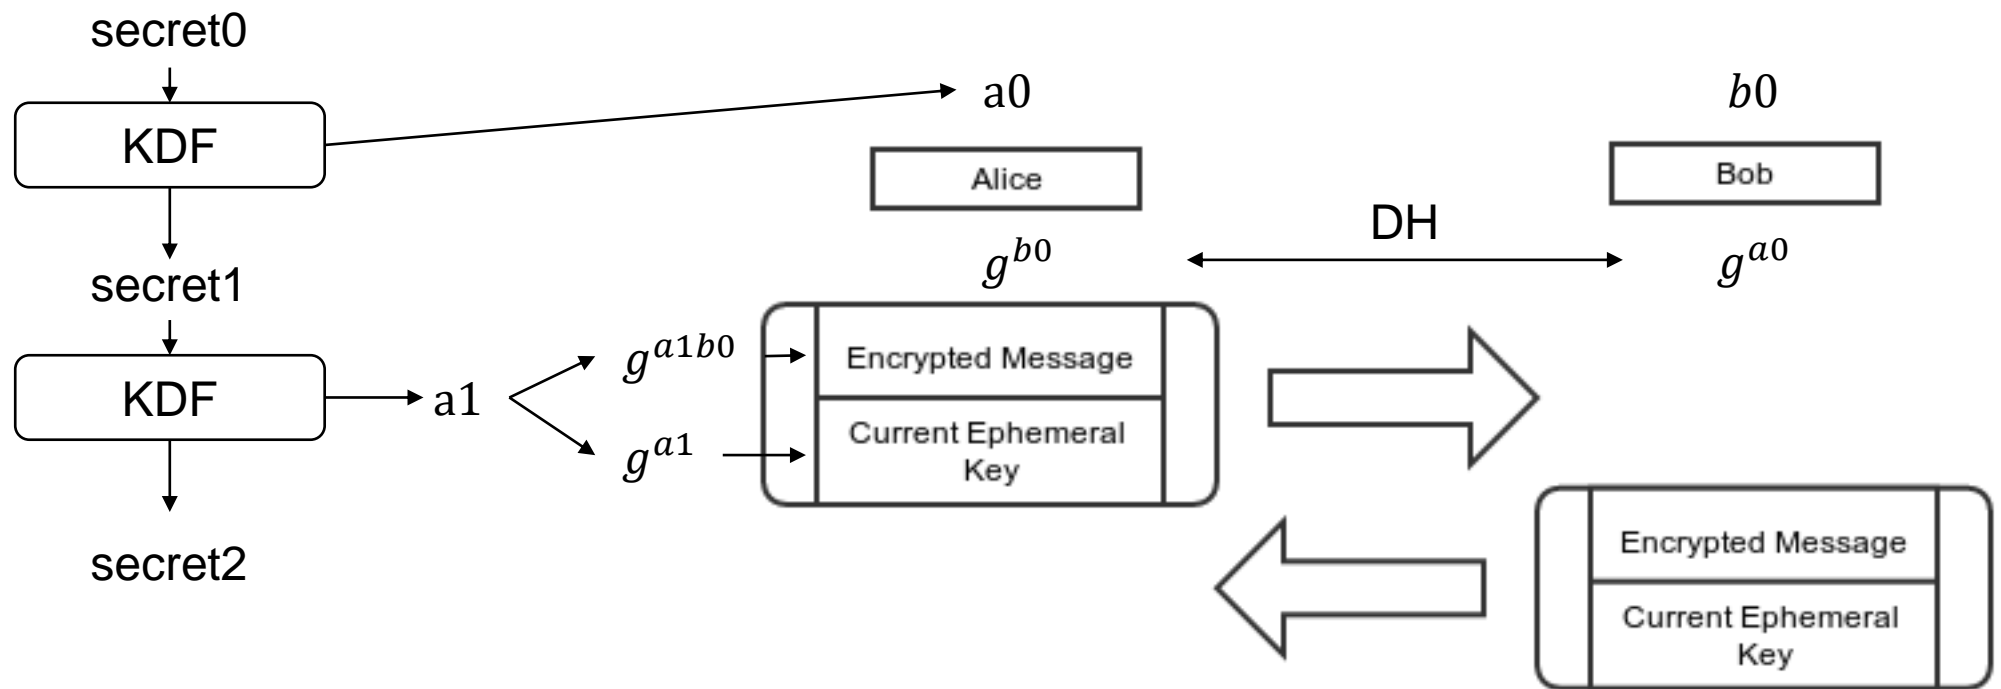 secret0
KDF
a0
b0
Alice
Bob
DH
g^{b0}
g^{a0}
secret1
KDF
a1
g^{a1b0}
g^{a1}
Encrypted Message
Current Ephemeral
Key
secret2
Encrypted Message
Current Ephemeral
Key